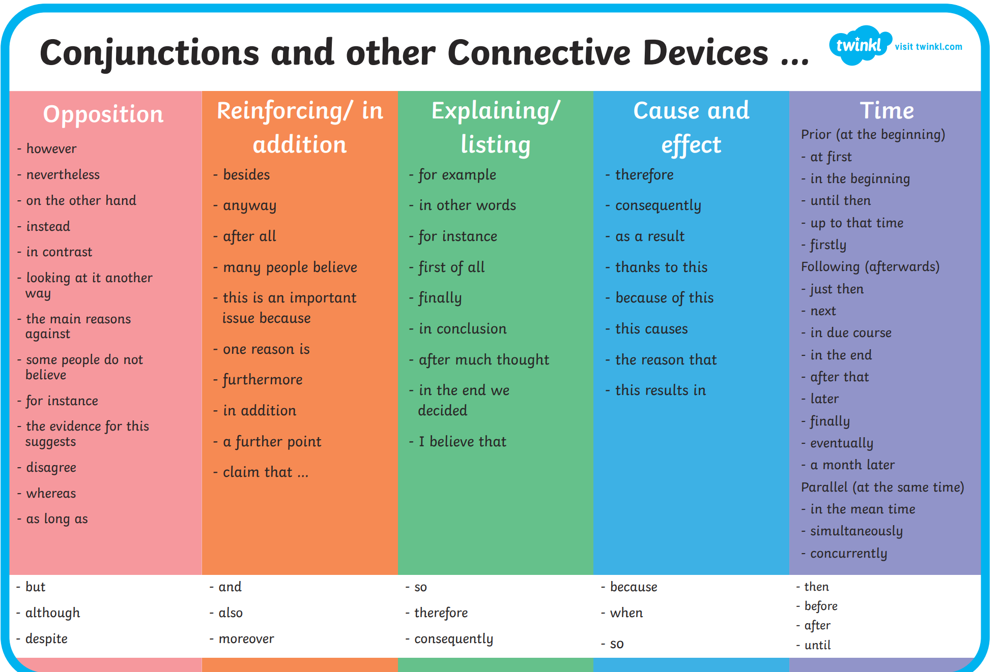 Conjunctions and other Connective Devices ...
twinkl visit twinkl.com
Opposition
- however
- nevertheless
- on the other hand
- instead
- in contrast
- looking at it another
way
- the main reasons
against
- some people do not
believe
- for instance
- the evidence for this
suggests
- disagree
- whereas
- as long as
- but
- although
- despite
Reinforcing/ in
addition
- besides
- anyway
- after all
- many people believe
- this is an important
issue because
- one reason is
- furthermore
- in addition
- a further point
- claim that ...
- and
- also
- moreover
Explaining/
listing
- for example
- in other words
- for instance
- first of all
- finally
- in conclusion
- after much thought
- in the end we
decided
- I believe that
- so
- therefore
- consequently
Cause and
effect
- therefore
- consequently
- as a result
- thanks to this
- because of this
- this causes
- the reason that
- this results in
- because
- when
- so
Time
Prior (at the beginning)
- at first
- in the beginning
- until then
- up to that time
- firstly
Following (afterwards)
- just then
- next
- in due course
- in the end
- after that
- later
- finally
- eventually
- a month later
Parallel (at the same time)
- in the mean time
- simultaneously
- concurrently
- then
- before
- after
- until